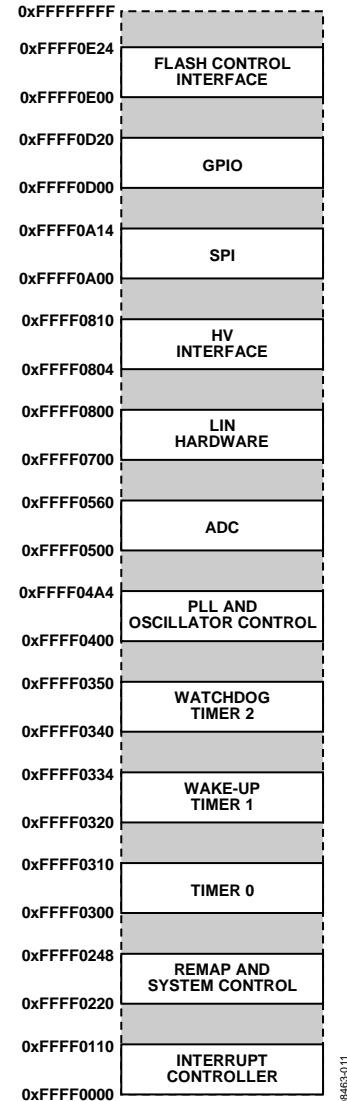 0xFFFFFFFF
0xFFFF0E24
FLASH CONTROL
INTERFACE
0xFFFF0E00
0xFFFF0D20
GPIO
0xFFFF0D00
0xFFFF0A14
SPI
0xFFFF0A00
0xFFFF0810
HV
INTERFACE
0xFFFF0804
0xFFFF0800
LIN
HARDWARE
0xFFFF0700
0xFFFF0560
ADC
0xFFFF0500
0xFFFF04A4
PLL AND
OSCILLATOR CONTROL
0xFFFF0400
0xFFFF0350
WATCHDOG
TIMER 2
0xFFFF0340
0xFFFF0334
WAKE-UP
TIMER 1
0xFFFF0320
0xFFFF0310
TIMER 0
0xFFFF0300
0xFFFF0248
REMAP AND
SYSTEM CONTROL
0xFFFF0220
0xFFFF0110
INTERRUPT
CONTROLLER
0xFFFF0000
08463-011